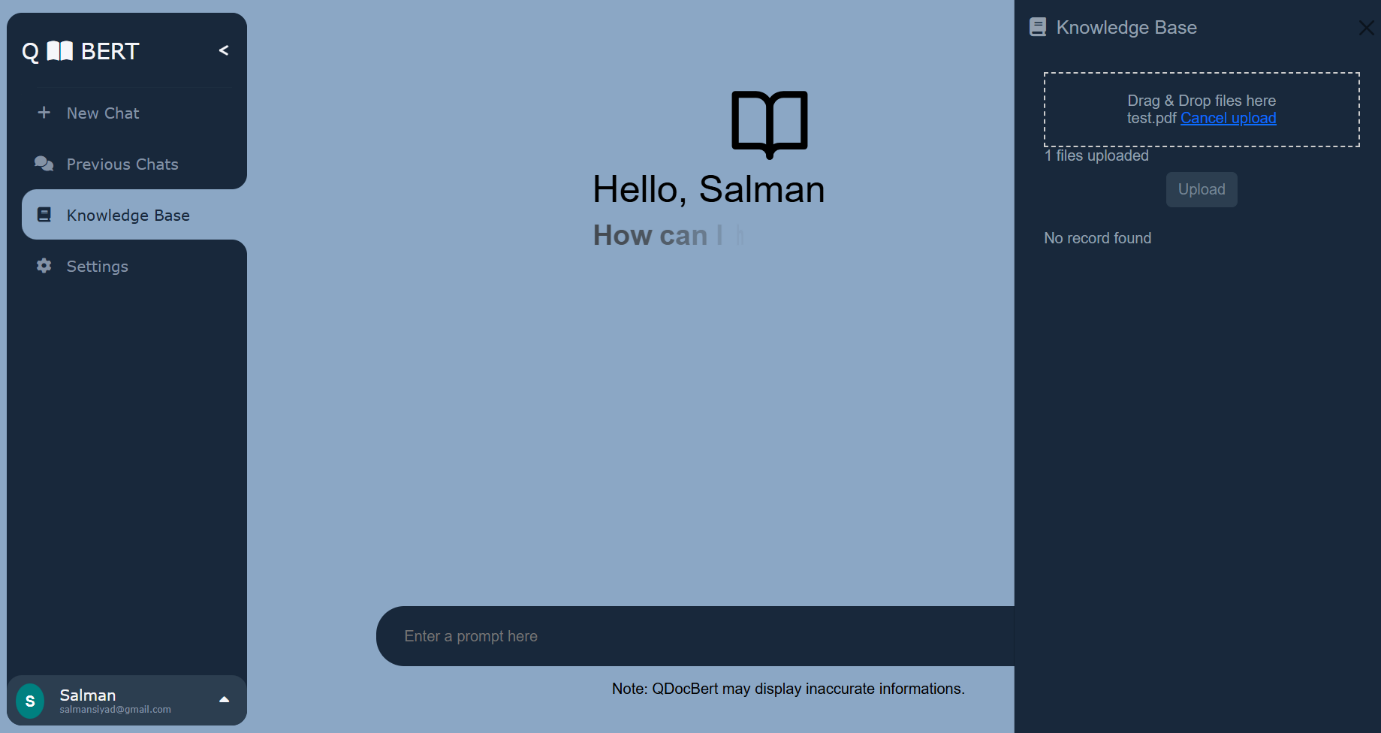 Q BERT <
New Chat
Previous Chats
Knowledge Base
Settings
Salman
salmansiyad@gmail.com
Hello, Salman
How can I h
Enter a prompt here
Note: QDocBert may display inaccurate informations.
Knowledge Base
Drag & Drop files here
test.pdf Cancel upload
1 files uploaded
Upload
No record found